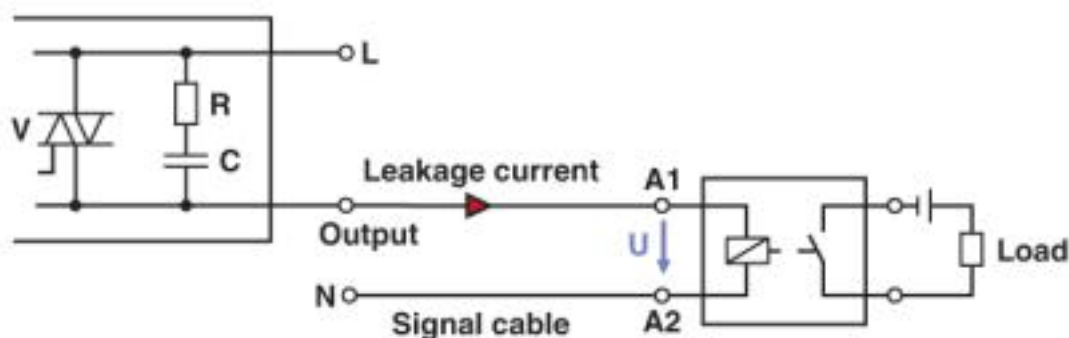 L
R
V
C
Leakage current
A1
Output
U
Load
N
Signal cable
A2